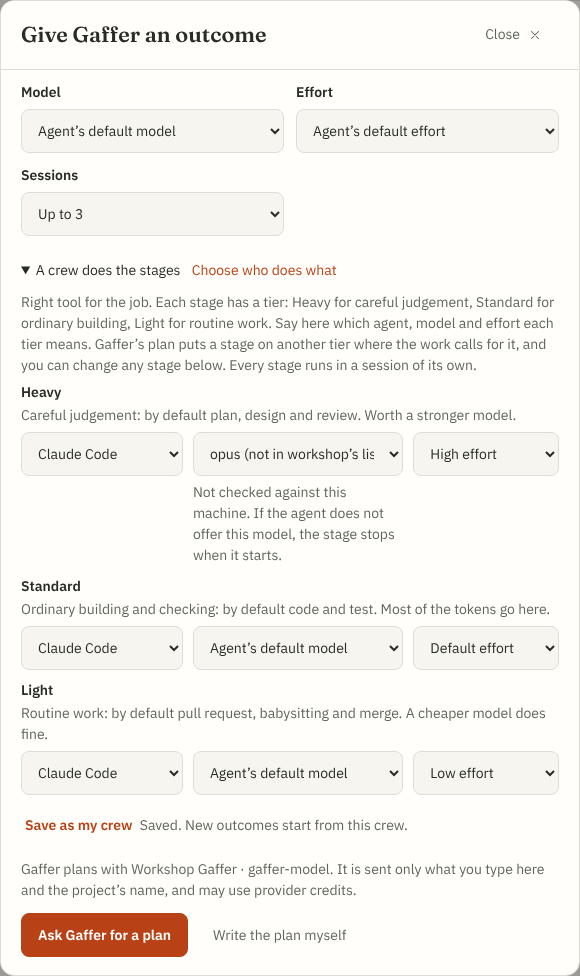 Give Gaffer an outcome
Close ×
Model
Effort
Agent’s default model
Agent’s default effort
Sessions
Up to 3
▼ A crew does the stages Choose who does what
Right tool for the job. Each stage has a tier: Heavy for careful judgement, Standard for
ordinary building, Light for routine work. Say here which agent, model and effort each
tier means. Gaffer’s plan puts a stage on another tier where the work calls for it, and
you can change any stage below. Every stage runs in a session of its own.
Heavy
Careful judgement: by default plan, design and review. Worth a stronger model.
Claude Code
opus (not in workshop’s lis
High effort
Not checked against this
machine. If the agent does not
offer this model, the stage stops
when it starts.
Standard
Ordinary building and checking: by default code and test. Most of the tokens go here.
Claude Code
Agent’s default model
Default effort
Light
Routine work: by default pull request, babysitting and merge. A cheaper model does
fine.
Claude Code
Agent’s default model
Low effort
Save as my crew Saved. New outcomes start from this crew.
Gaffer plans with Workshop Gaffer · gaffer-model. It is sent only what you type here
and the project’s name, and may use provider credits.
Ask Gaffer for a plan
Write the plan myself